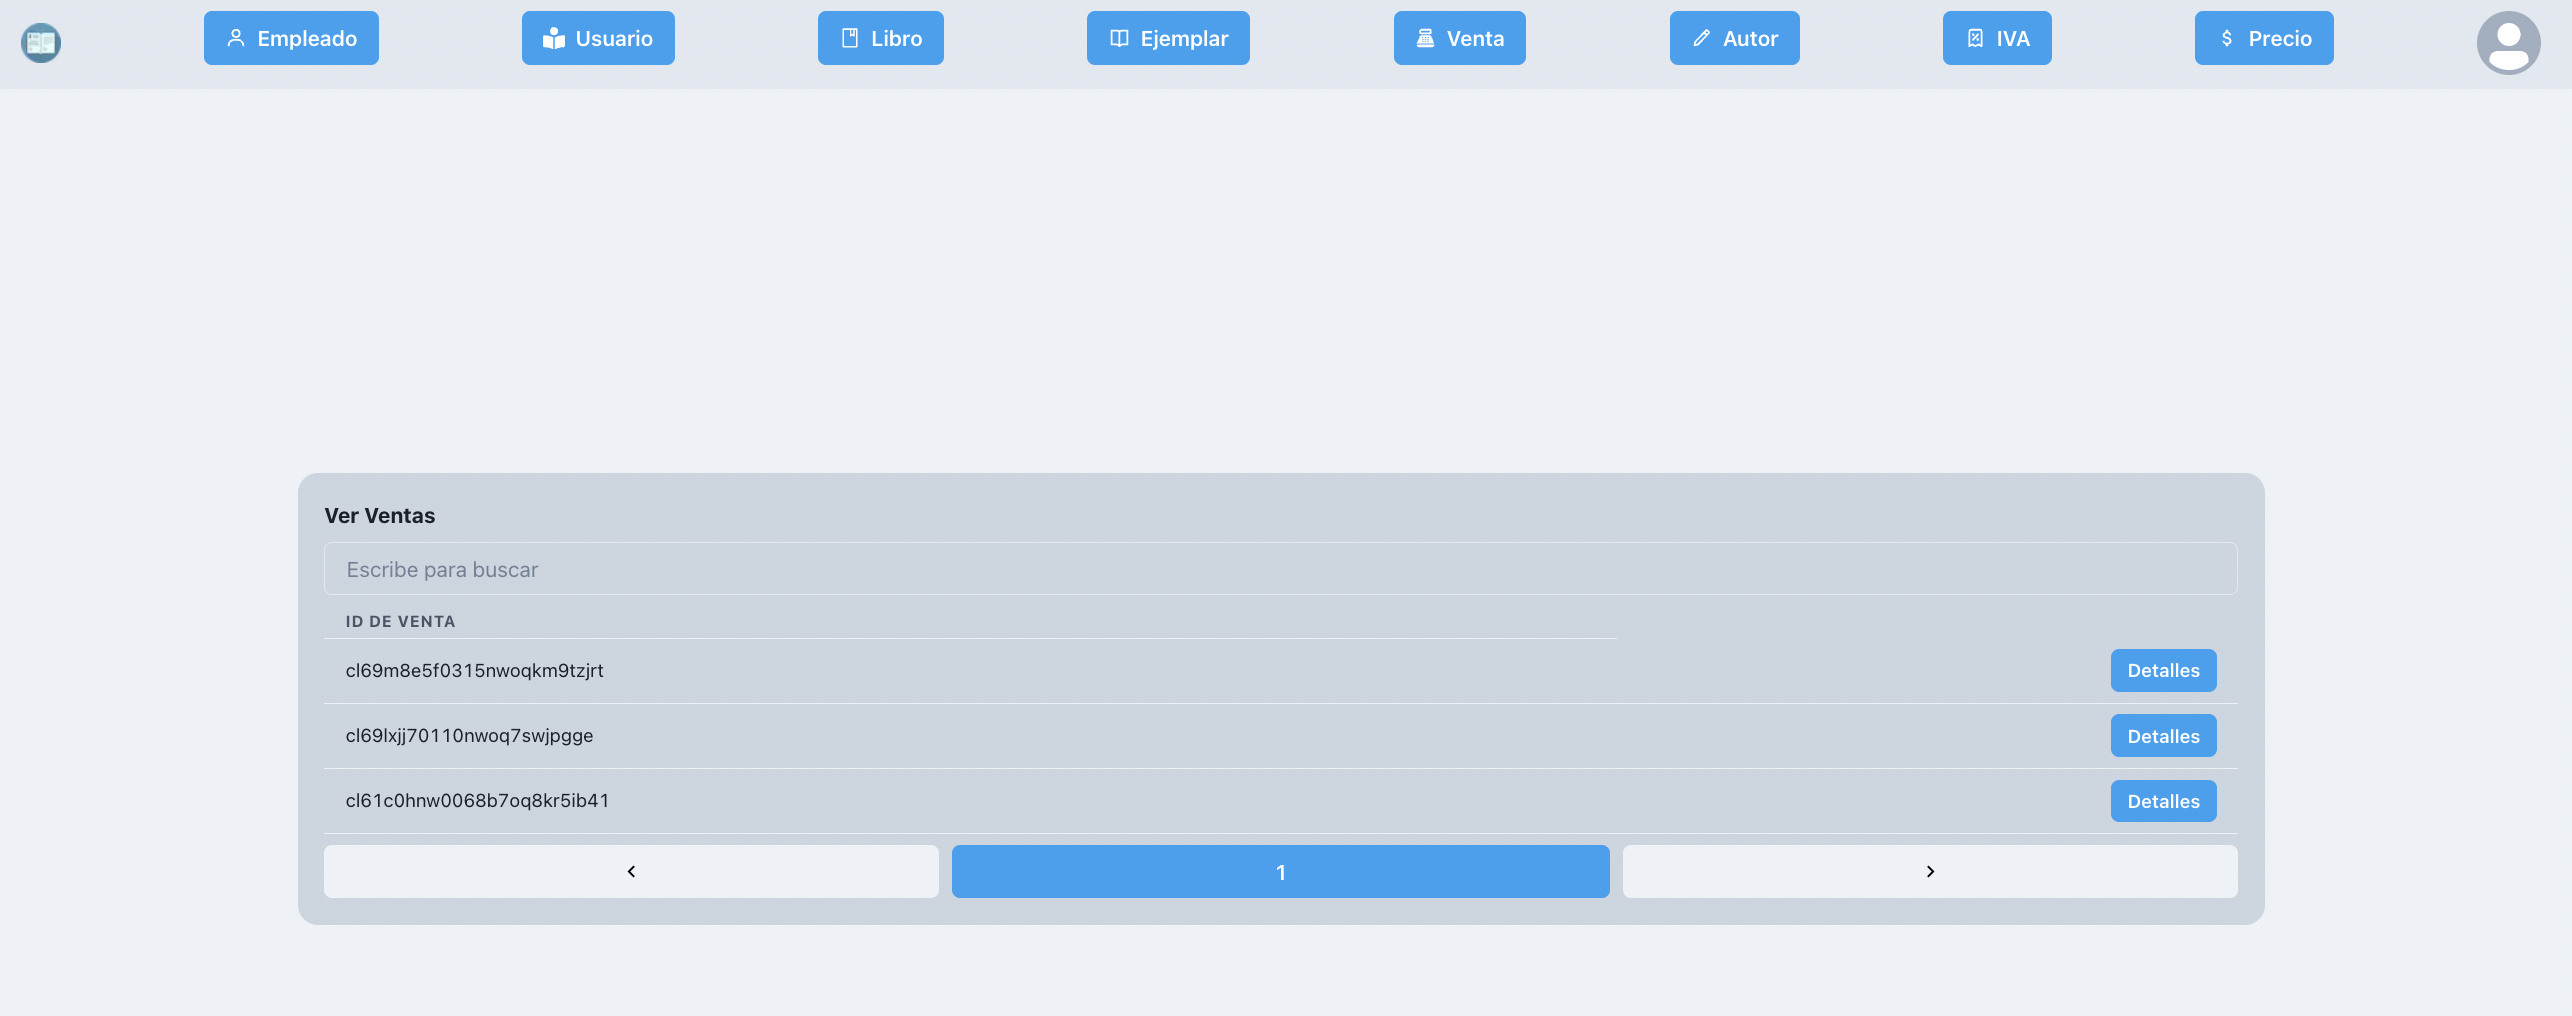 Empleado
Usuario
Libro
Ejemplar
Venta
Autor
IVA
Precio
Ver Ventas
Escribe para buscar
ID DE VENTA
cl69m8e5f0315nwoqkm9tzjrt
Detalles
cl69lxjj70110nwoq7swjpgge
Detalles
cl61c0hnw0068b7oq8kr5ib41
Detalles
1